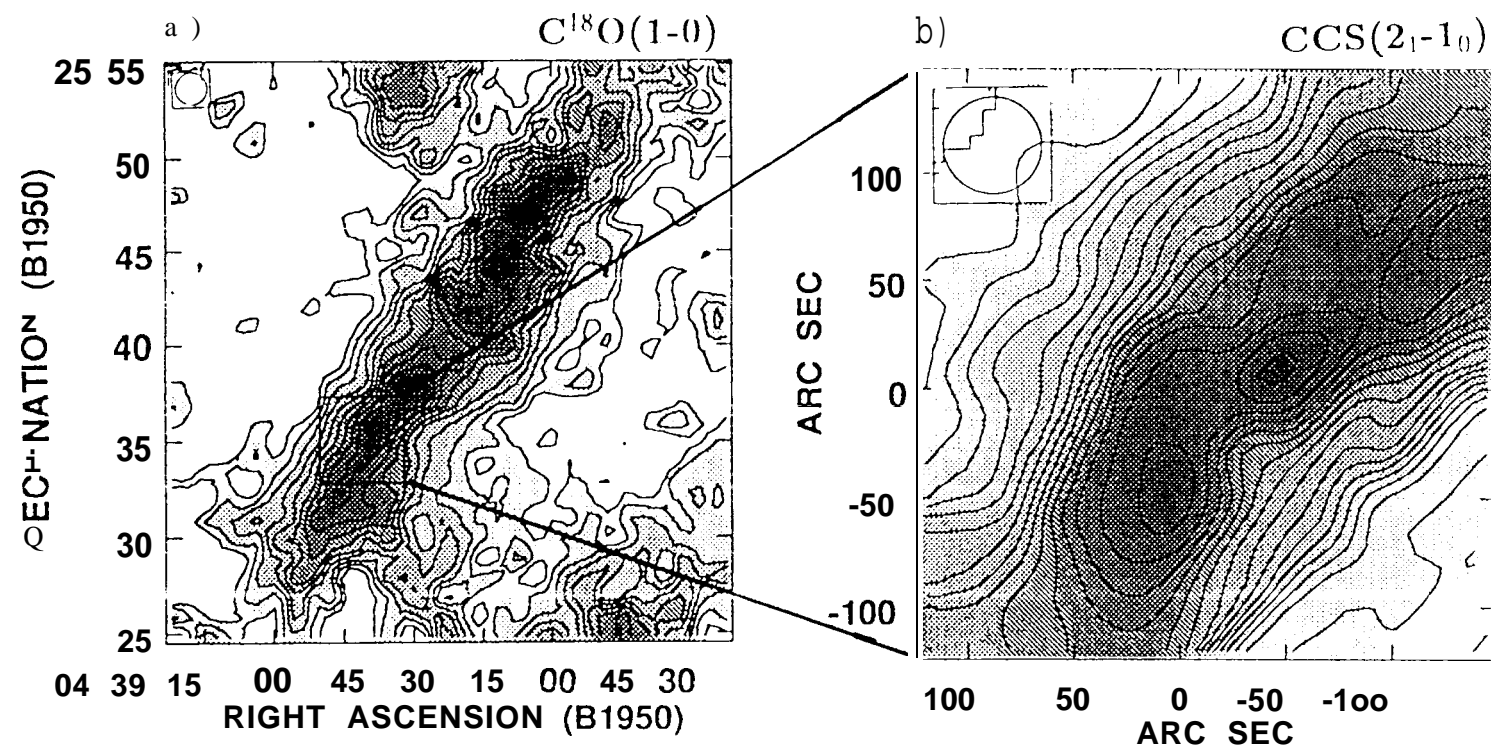 a )
C¹⁸O(1-0)
25 55
50
45
40
35
30
25
DECLINATION (B1950)
04 39 15 00 45 30 15 00 45 30
RIGHT ASCENSION (B1950)
b)
CCS(2₁-1₀)
100
50
0
-50
-100
ARC SEC
100 50 0 -50 -1oo
ARC SEC